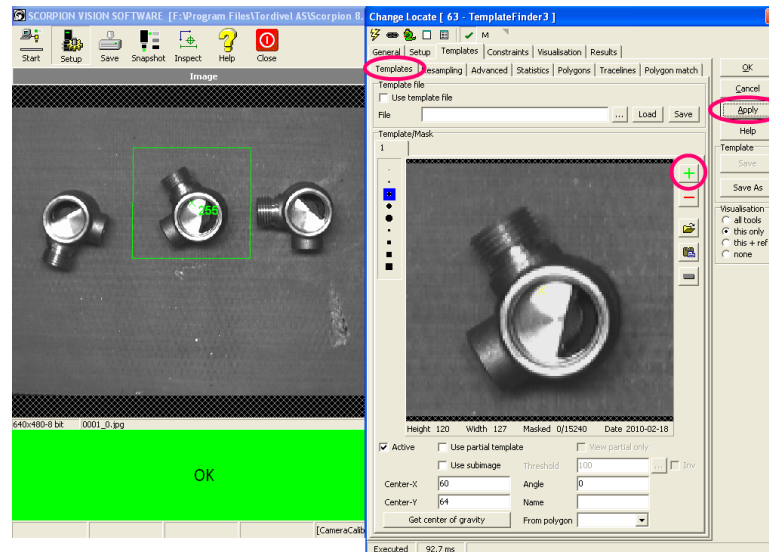 SCORPION VISION SOFTWARE [F:\Program Files\Tordivel AS\Scorpion 8.
Start Setup Save Snapshot Inspect Help Close
Image
255
640x480-8 bit 0001_0.jpg
OK
[CameraCalib
Change Locate [ 63 - TemplateFinder3 ]
M
General Setup Templates Constraints Visualisation Results
Templates Resampling Advanced Statistics Polygons Tracelines Polygon match
Template file
Use template file
File ... Load Save
Template/Mask
1
Height 120 Width 127 Masked 0/15240 Date 2010-02-18
Active Use partial template View partial only
Use subimage Threshold 100 ... Inv
Center-X 60 Angle 0
Center-Y 64 Name
Get center of gravity From polygon
Executed 92.7 ms
OK
Cancel
Apply
Help
Template
Save
Save As
Visualisation
all tools
this only
this + ref
none